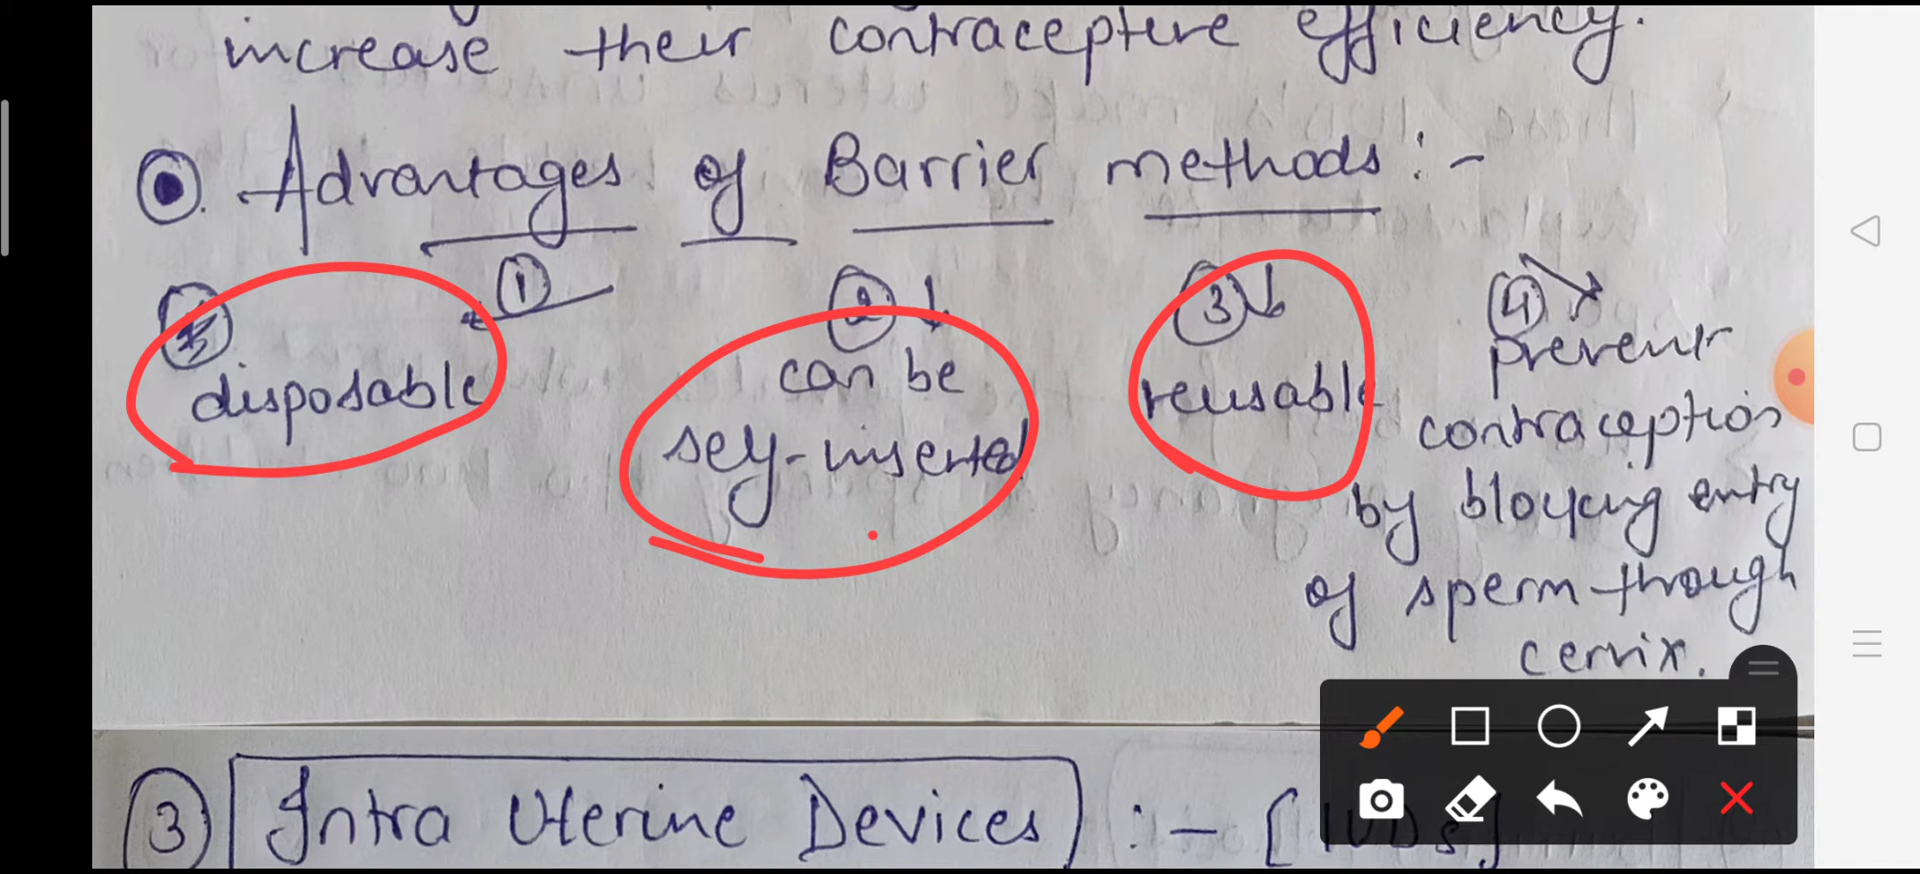 increase their contraceptive efficiency.
Advantages of Barrier methods :-
① ② ↓ ③ ↓ ④
disposable
can be
self-inserted
reusable
prevent
contraception
by blocking entry
of sperm through
cervix.
③ Intra Uterine Devices :- [IUDs]